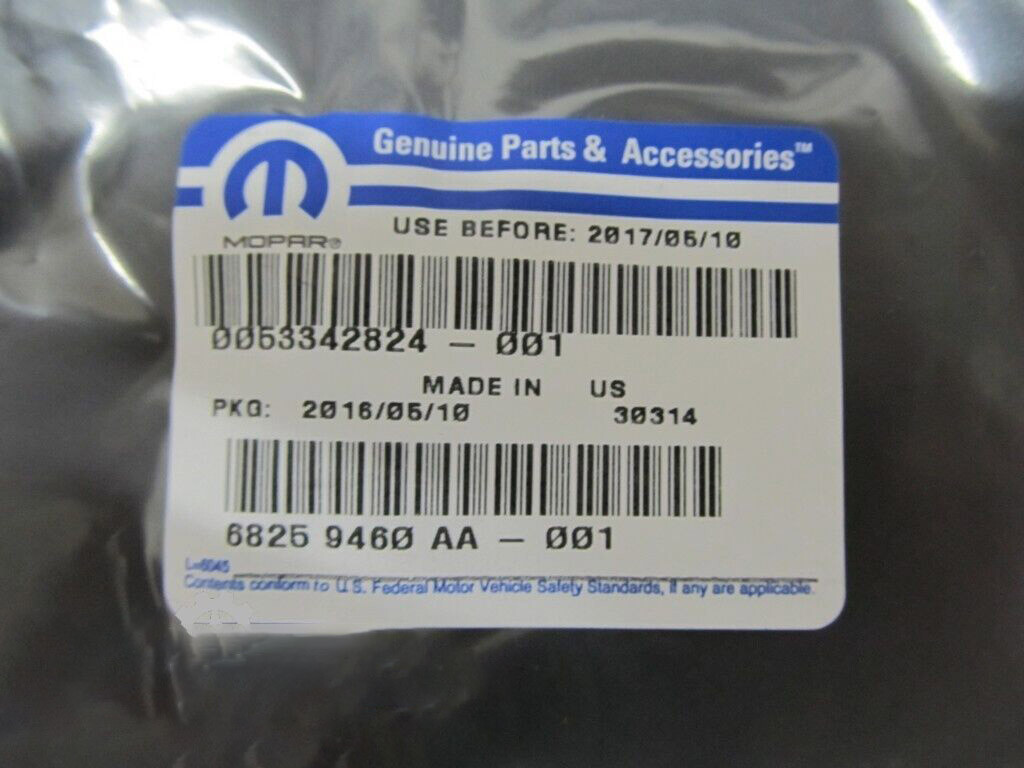 Genuine Parts & Accessories™
MOPAR®
USE BEFORE: 2017/05/10
0053342824 - 001
MADE IN US
PKG: 2016/05/10 30314
6825 9460 AA - 001
L-6045
Contents conform to U.S. Federal Motor Vehicle Safety Standards, if any are applicable.